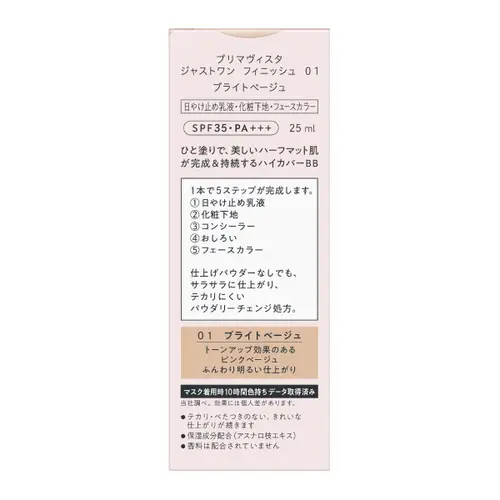 プリマヴィスタ
ジャストワン フィニッシュ 01
ブライトベージュ
日やけ止め乳液・化粧下地・フェースカラー
SPF35・PA+++ 25ml
ひと塗りで、美しいハーフマット肌
が完成&持続するハイカバーBB
1本で5ステップが完成します。
①日やけ止め乳液
②化粧下地
③コンシーラー
④おしろい
⑤フェースカラー
仕上げパウダーなしでも、
サラサラに仕上がり、
テカリにくい
パウダリーチェンジ処方。
01 ブライトベージュ
トーンアップ効果のある
ピンクベージュ
ふんわり明るい仕上がり
マスク着用時10時間色持ちデータ取得済み
当社調べ。効果には個人差があります。
●テカリ・べたつきのない、きれいな
仕上がりが続きます
●保湿成分配合(アスナロ枝エキス)
●香料は配合されていません